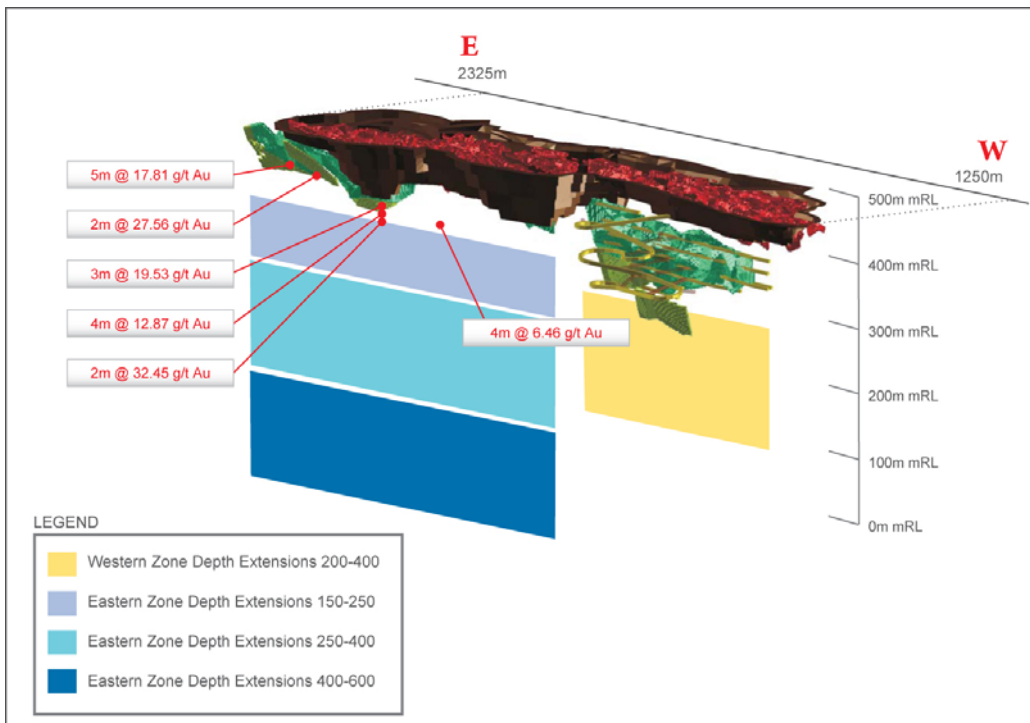 E
2325m
W
1250m
500m mRL
400m mRL
300m mRL
200m mRL
100m mRL
0m mRL
5m @ 17.81 g/t Au
2m @ 27.56 g/t Au
3m @ 19.53 g/t Au
4m @ 12.87 g/t Au
2m @ 32.45 g/t Au
4m @ 6.46 g/t Au
LEGEND
Western Zone Depth Extensions 200-400
Eastern Zone Depth Extensions 150-250
Eastern Zone Depth Extensions 250-400
Eastern Zone Depth Extensions 400-600